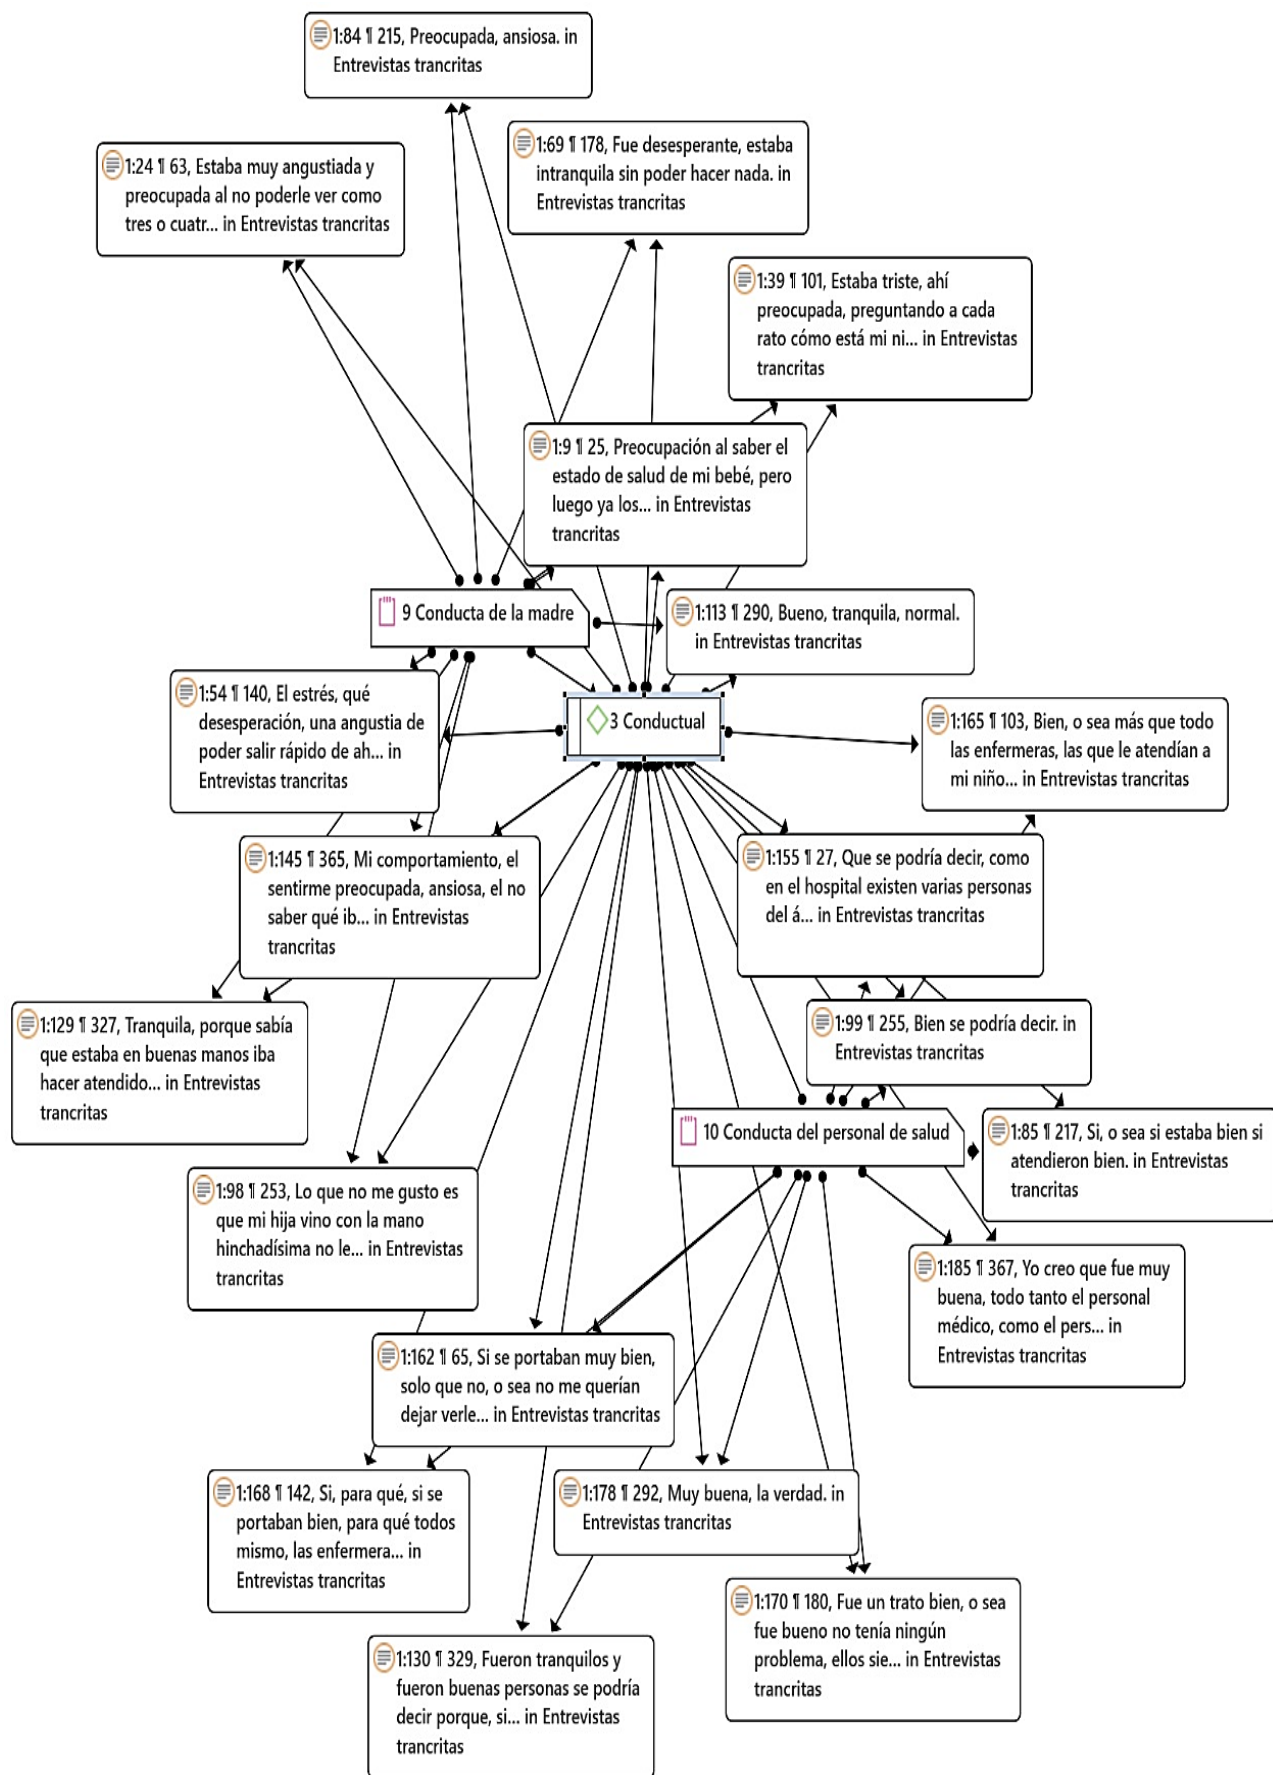 1:84 ¶ 215, Preocupada, ansiosa. in
Entrevistas trancritas
1:69 ¶ 178, Fue desesperante, estaba
intranquila sin poder hacer nada. in
Entrevistas trancritas
1:24 ¶ 63, Estaba muy angustiada y
preocupada al no poderle ver como
tres o cuatr... in Entrevistas trancritas
1:39 ¶ 101, Estaba triste, ahí
preocupada, preguntando a cada
rato cómo está mi ni... in Entrevistas
trancritas
1:9 ¶ 25, Preocupación al saber el
estado de salud de mi bebé, pero
luego ya los... in Entrevistas
trancritas
9 Conducta de la madre
1:113 ¶ 290, Bueno, tranquila, normal.
in Entrevistas trancritas
1:54 ¶ 140, El estrés, qué
desesperación, una angustia de
poder salir rápido de ah... in
Entrevistas trancritas
3 Conductual
1:165 ¶ 103, Bien, o sea más que todo
las enfermeras, las que le atendían a
mi niño... in Entrevistas trancritas
1:145 ¶ 365, Mi comportamiento, el
sentirme preocupada, ansiosa, el no
saber qué ib... in Entrevistas
trancritas
1:155 ¶ 27, Que se podría decir, como
en el hospital existen varias personas
del á... in Entrevistas trancritas
1:129 ¶ 327, Tranquila, porque sabía
que estaba en buenas manos iba
hacer atendido... in Entrevistas
trancritas
1:99 ¶ 255, Bien se podría decir. in
Entrevistas trancritas
10 Conducta del personal de salud
1:85 ¶ 217, Si, o sea si estaba bien si
atendieron bien. in Entrevistas
trancritas
1:98 ¶ 253, Lo que no me gusto es
que mi hija vino con la mano
hinchadísima no le... in Entrevistas
trancritas
1:185 ¶ 367, Yo creo que fue muy
buena, todo tanto el personal
médico, como el pers... in
Entrevistas trancritas
1:162 ¶ 65, Si se portaban muy bien,
solo que no, o sea no me querían
dejar verle... in Entrevistas trancritas
1:168 ¶ 142, Si, para qué, si se
portaban bien, para qué todos
mismo, las enfermera... in
Entrevistas trancritas
1:178 ¶ 292, Muy buena, la verdad. in
Entrevistas trancritas
1:170 ¶ 180, Fue un trato bien, o sea
fue bueno no tenía ningún
problema, ellos sie... in Entrevistas
trancritas
1:130 ¶ 329, Fueron tranquilos y
fueron buenas personas se podría
decir porque, si... in Entrevistas
trancritas